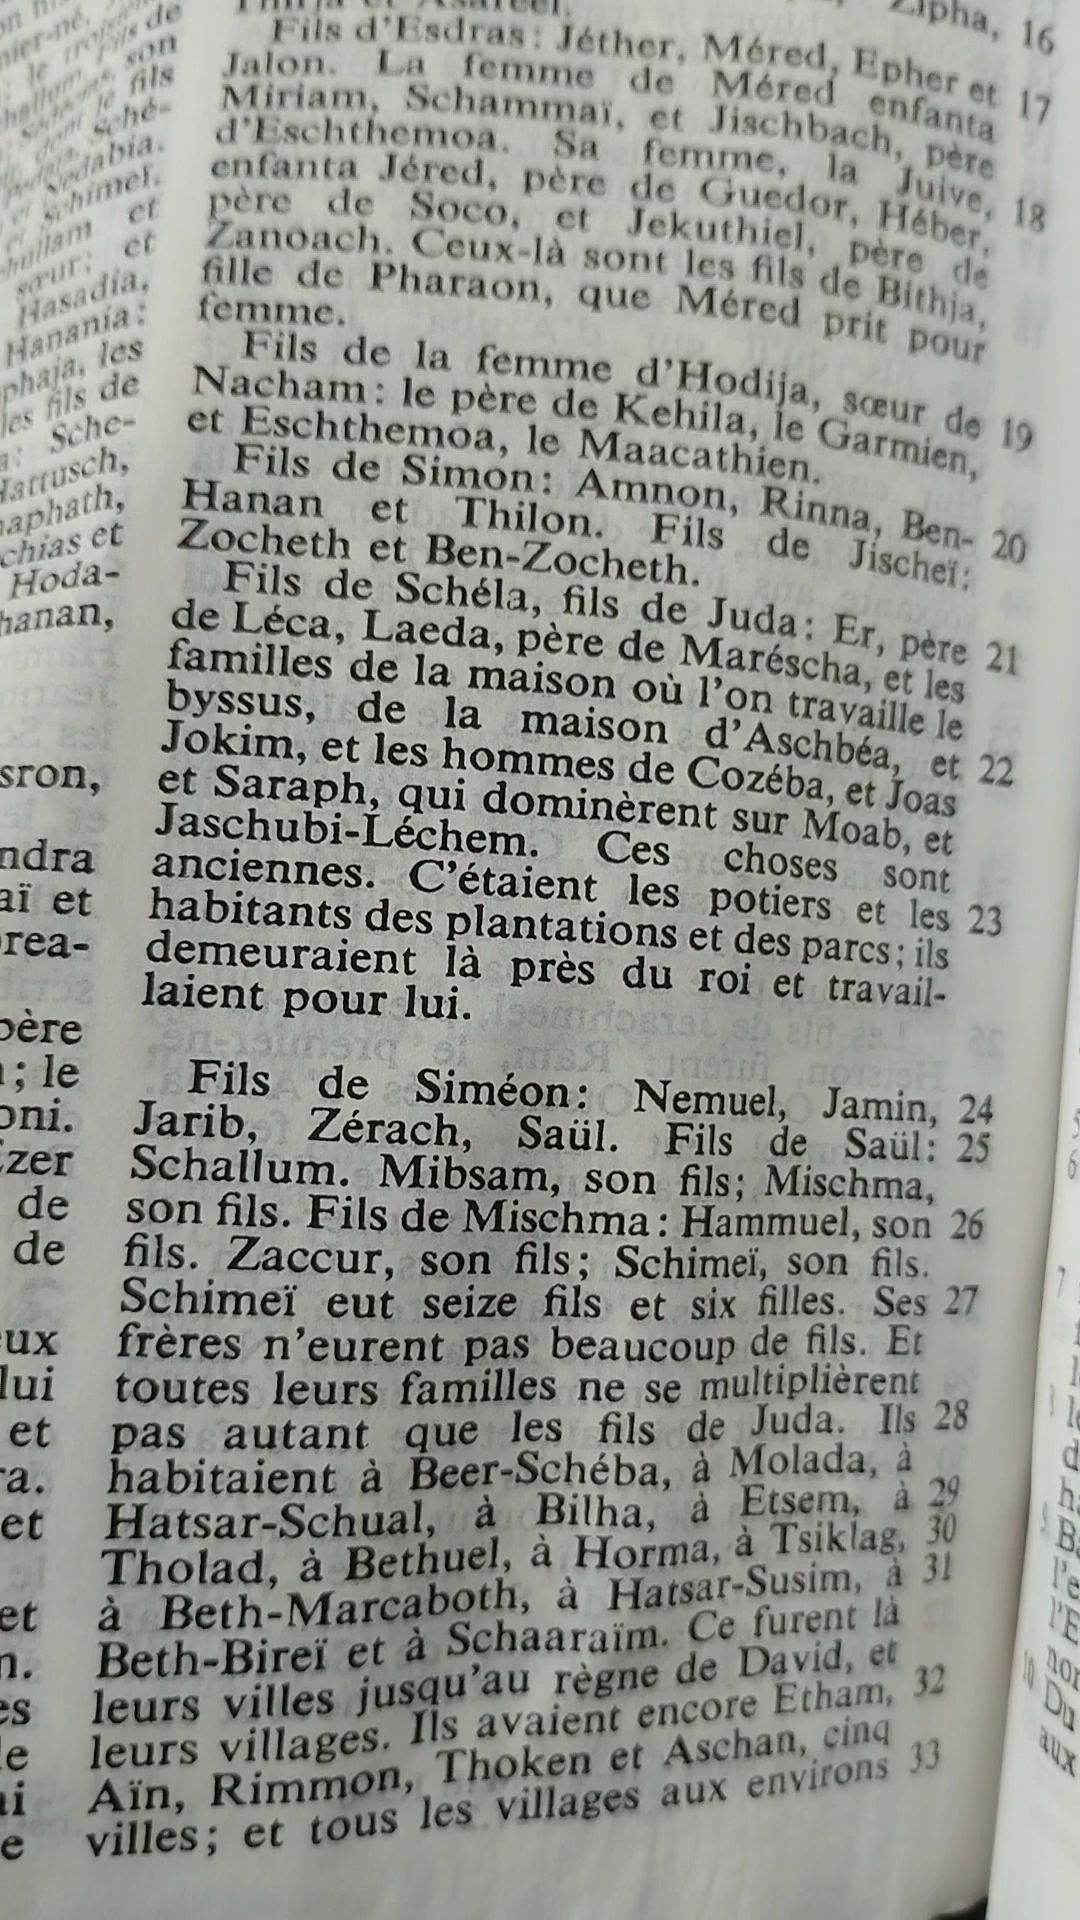 Zipha, 16
Fils d'Esdras: Jéther, Méred, Epher et 17
Jalon. La femme de Méred enfanta
Miriam, Schammaï, et Jischbach, père
d'Eschthemoa. Sa femme, la Juive, 18
enfanta Jéred, père de Guedor, Héber,
père de Soco, et Jekuthiel, père de
Zanoach. Ceux-là sont les fils de Bithja,
fille de Pharaon, que Méred prit pour
femme.
Fils de la femme d'Hodija, sœur de 19
Nacham: le père de Kehila, le Garmien,
et Eschthemoa, le Maacathien.
Fils de Simon: Amnon, Rinna, Ben- 20
Hanan et Thilon. Fils de Jischeï:
Zocheth et Ben-Zocheth.
Fils de Schéla, fils de Juda: Er, père 21
de Léca, Laeda, père de Maréscha, et les
familles de la maison où l'on travaille le
byssus, de la maison d'Aschbéa, et 22
Jokim, et les hommes de Cozéba, et Joas
et Saraph, qui dominèrent sur Moab, et
Jaschubi-Léchem. Ces choses sont
anciennes. C'étaient les potiers et les 23
habitants des plantations et des parcs; ils
demeuraient là près du roi et travail-
laient pour lui.
Fils de Siméon: Nemuel, Jamin, 24
Jarib, Zérach, Saül. Fils de Saül: 25
Schallum. Mibsam, son fils; Mischma,
son fils. Fils de Mischma: Hammuel, son 26
fils. Zaccur, son fils; Schimeï, son fils.
Schimeï eut seize fils et six filles. Ses 27
frères n'eurent pas beaucoup de fils. Et
toutes leurs familles ne se multiplièrent
pas autant que les fils de Juda. Ils 28
habitaient à Beer-Schéba, à Molada, à
Hatsar-Schual, à Bilha, à Etsem, à 29
Tholad, à Bethuel, à Horma, à Tsiklag, 30
à Beth-Marcaboth, à Hatsar-Susim, à 31
Beth-Bireï et à Schaaraïm. Ce furent là
leurs villes jusqu'au règne de David, et
leurs villages. Ils avaient encore Etham, 32
Aïn, Rimmon, Thoken et Aschan, cinq
villes; et tous les villages aux environs 33